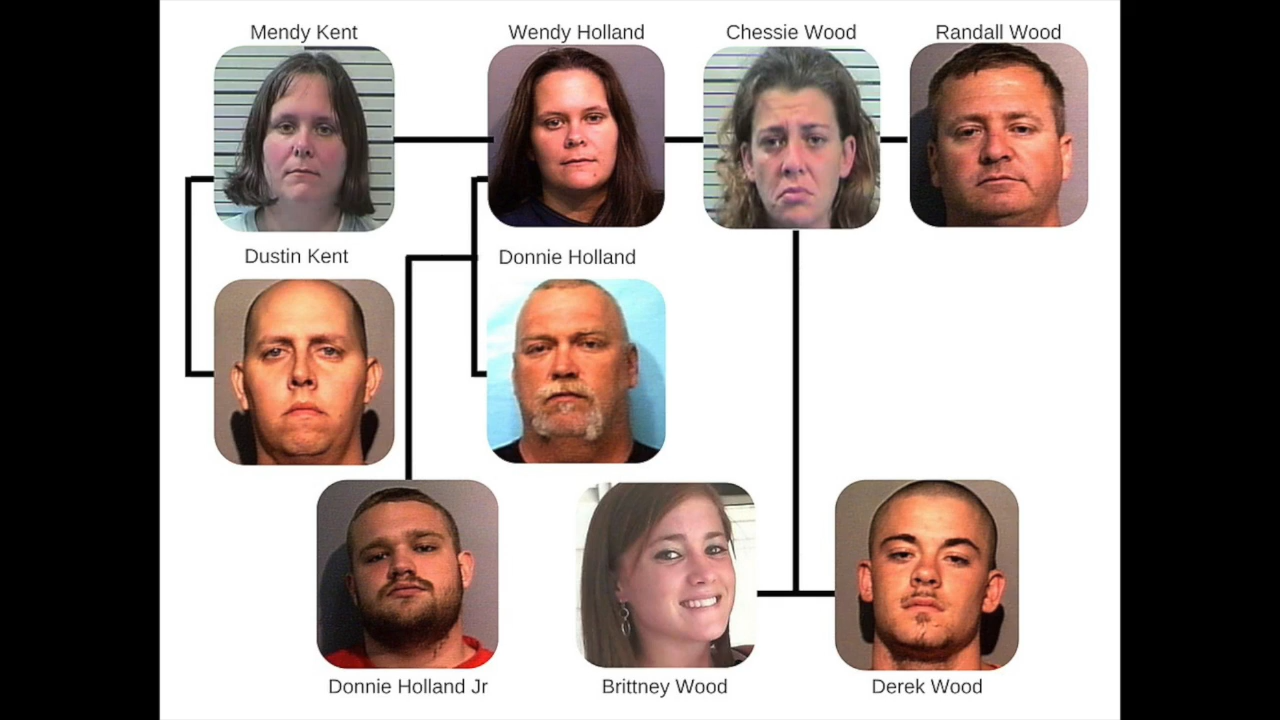 Mendy Kent
Wendy Holland
Chessie Wood
Randall Wood
Dustin Kent
Donnie Holland
Donnie Holland Jr
Brittney Wood
Derek Wood